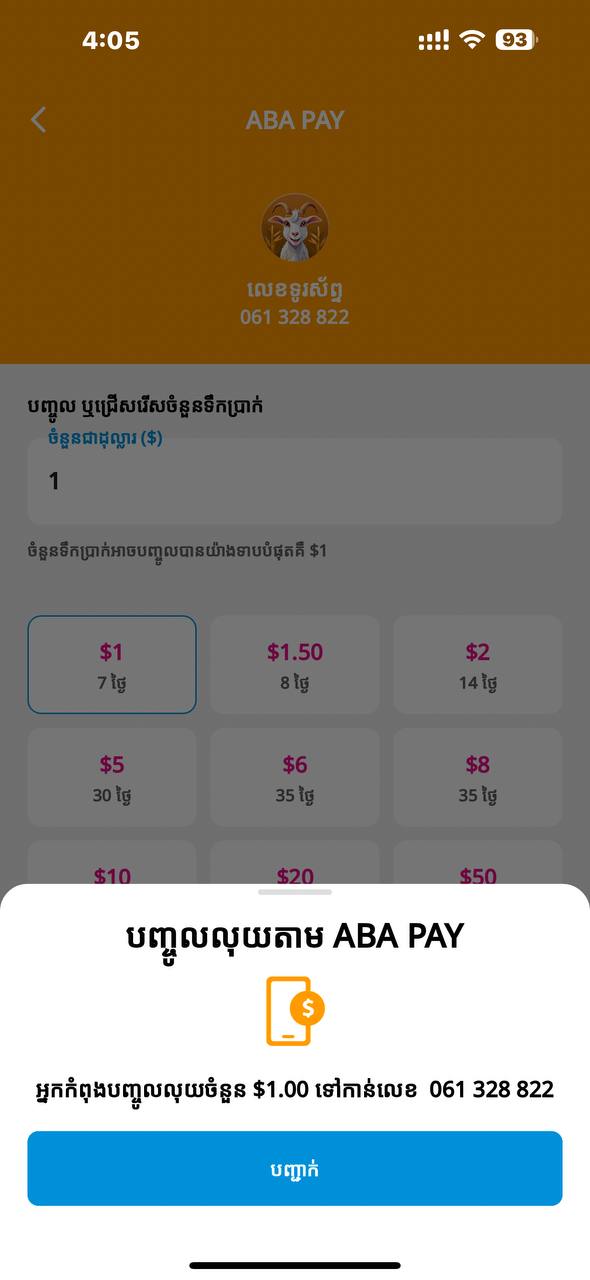 4:05
93
ABA PAY
លេខទូរស័ព្ទ
061 328 822
បញ្ចូល ឬជ្រើសរើសចំនួនទឹកប្រាក់
ចំនួនជាដុល្លារ ($)
1
ចំនួនទឹកប្រាក់អាចបញ្ចូលបានយ៉ាងទាបបំផុតគឺ $1
$1 $1.50 $2
7 ថ្ងៃ 8 ថ្ងៃ 14 ថ្ងៃ
$5 $6 $8
30 ថ្ងៃ 35 ថ្ងៃ 35 ថ្ងៃ
$10 $20 $50
បញ្ចូលលុយតាម ABA PAY
$
អ្នកកំពុងបញ្ចូលលុយចំនួន $1.00 ទៅកាន់លេខ 061 328 822
បញ្ជាក់